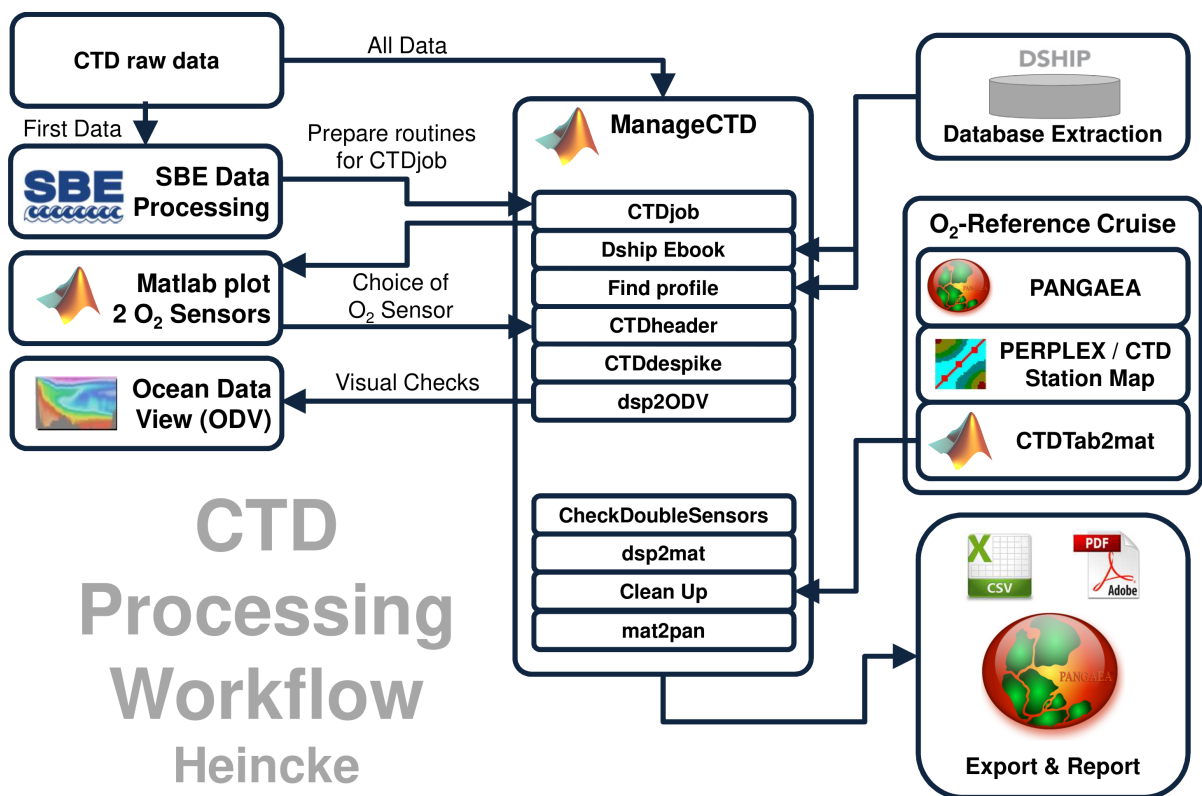 CTD raw data
All Data
First Data
SBE
SBE Data
Processing
Prepare routines
for CTDjob
Matlab plot
2 O₂ Sensors
Choice of
O₂ Sensor
Ocean Data
View (ODV)
Visual Checks
ManageCTD
CTDjob
Dship Ebook
Find profile
CTDheader
CTDdespike
dsp2ODV
CheckDoubleSensors
dsp2mat
Clean Up
mat2pan
DSHIP
Database Extraction
O₂-Reference Cruise
PANGAEA
PERPLEX / CTD
Station Map
CTDTab2mat
X
CSV
PDF
Adobe
PANGAEA
Export & Report
CTD
Processing
Workflow
Heincke